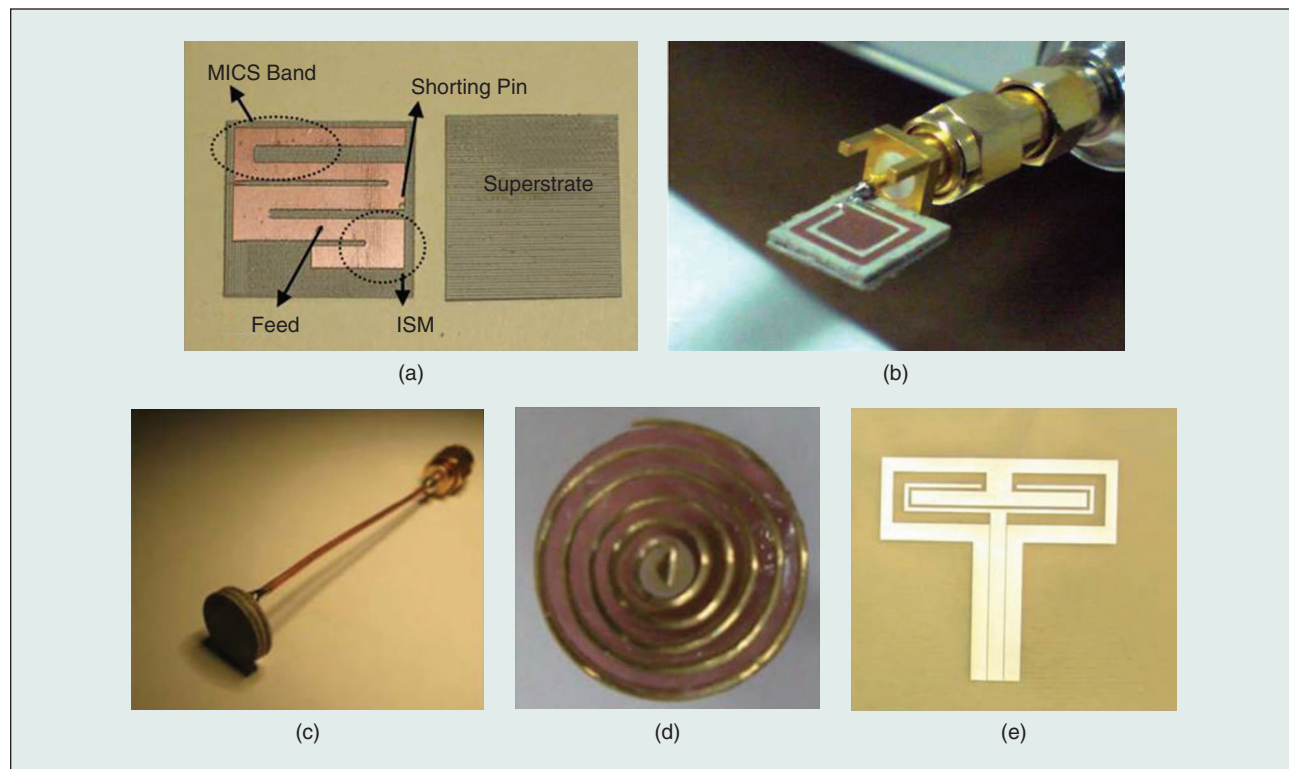 MICS Band
Shorting Pin
Superstrate
Feed
ISM
(a)
(b)
(c)
(d)
(e)